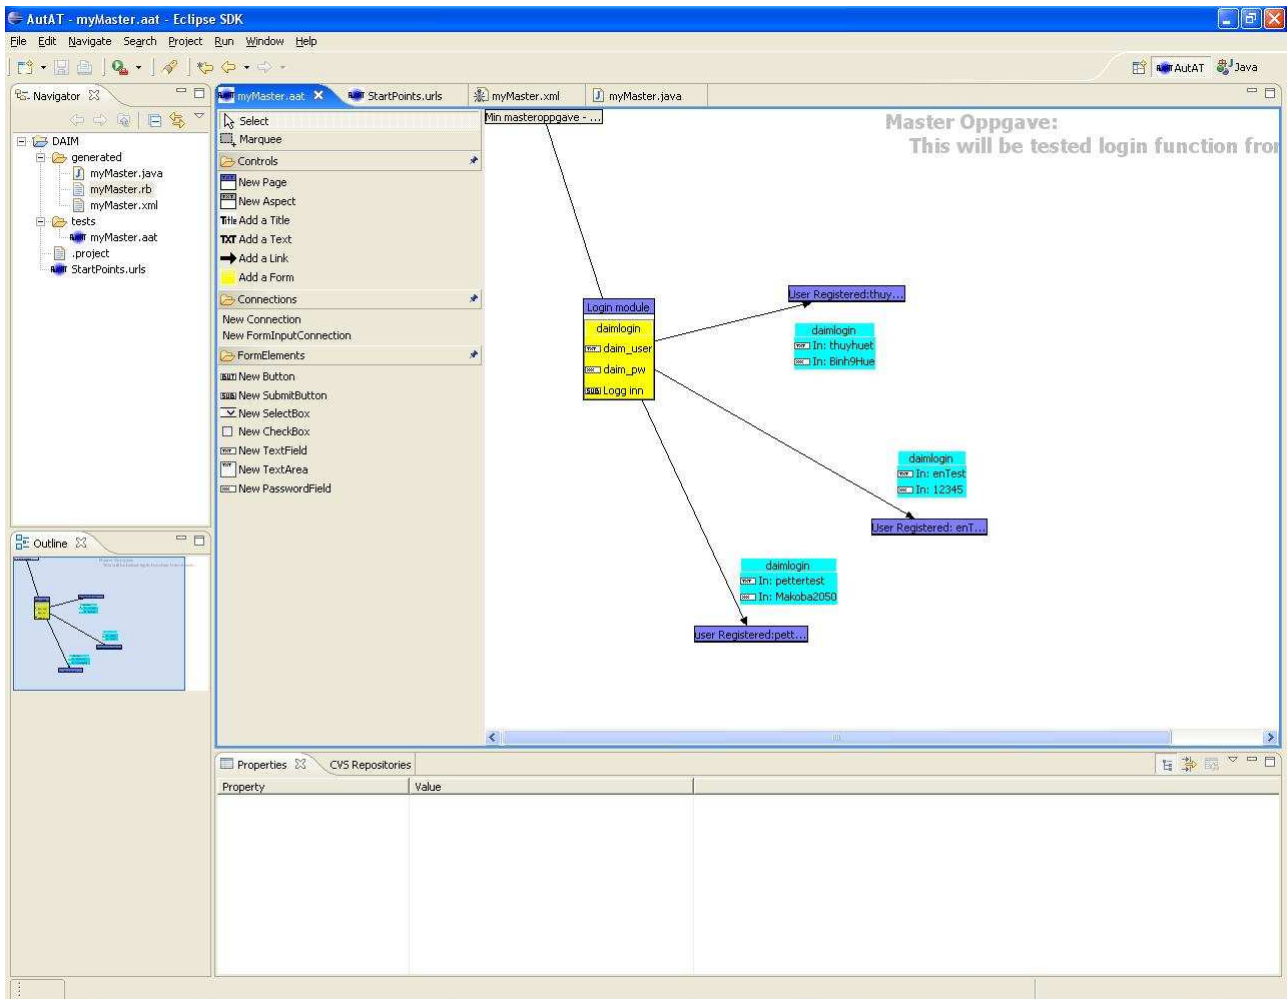 AutAT - myMaster.aat - Eclipse SDK
File Edit Navigate Search Project Run Window Help
AutAT Java
Navigator
DAIM
generated
myMaster.java
myMaster.rb
myMaster.xml
tests
myMaster.aat
.project
StartPoints.urls
Outline
myMaster.aat StartPoints.urls myMaster.xml myMaster.java
Select
Marquee
Controls
New Page
New Aspect
Title Add a Title
TXT Add a Text
Add a Link
Add a Form
Connections
New Connection
New FormInputConnection
FormElements
New Button
New SubmitButton
New SelectBox
New CheckBox
New TextField
New TextArea
New PasswordField
Min masteroppgave - ...
Master Oppgave:
This will be tested login function fror
Login module
daimlogin
daim_user
daim_pw
SUB Logg inn
User Registered:thuy...
daimlogin
In: thuyhuet
In: Binh9Hue
daimlogin
In: enTest
In: 12345
User Registered: enT...
daimlogin
In: pettertest
In: Makoba2050
user Registered:pett...
Properties CVS Repositories
Property Value